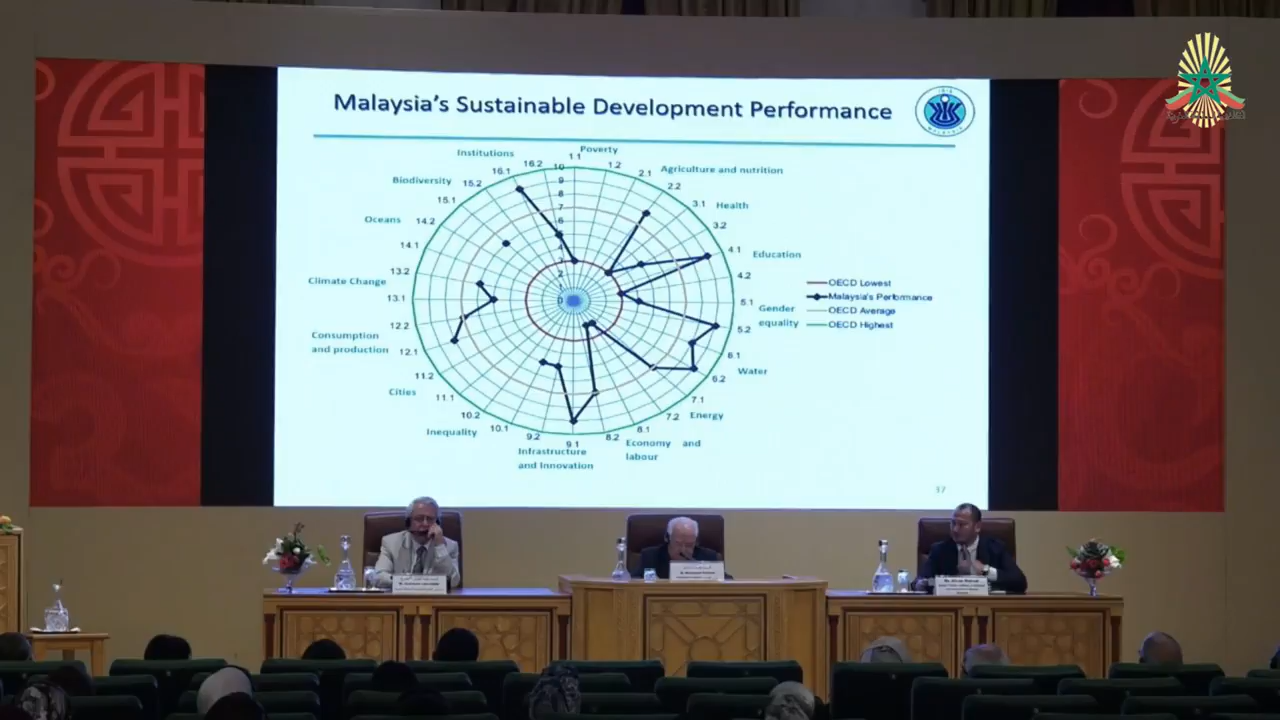 Malaysia's Sustainable Development Performance
MALAYSIA
Poverty
Institutions
1.1
16.2
10
1.2
Agriculture and nutrition
16.1
2.1
Biodiversity
15.2
9
2.2
15.1
8
3.1
Health
7
Oceans
14.2
6
3.2
14.1
4.1
Education
13.2
2
4.2
Climate Change
1
OECD Lowest
13.1
0
5.1
Malaysia's Performance
Gender
equality
OECD Average
12.2
5.2
OECD Highest
Consumption
and production
12.1
6.1
Water
11.2
6.2
Cities
11.1
7.1
10.2
7.2
Energy
Inequality
10.1
8.1
9.2
9.1
8.2
Economy and
labour
Infrastructure
and Innovation
37